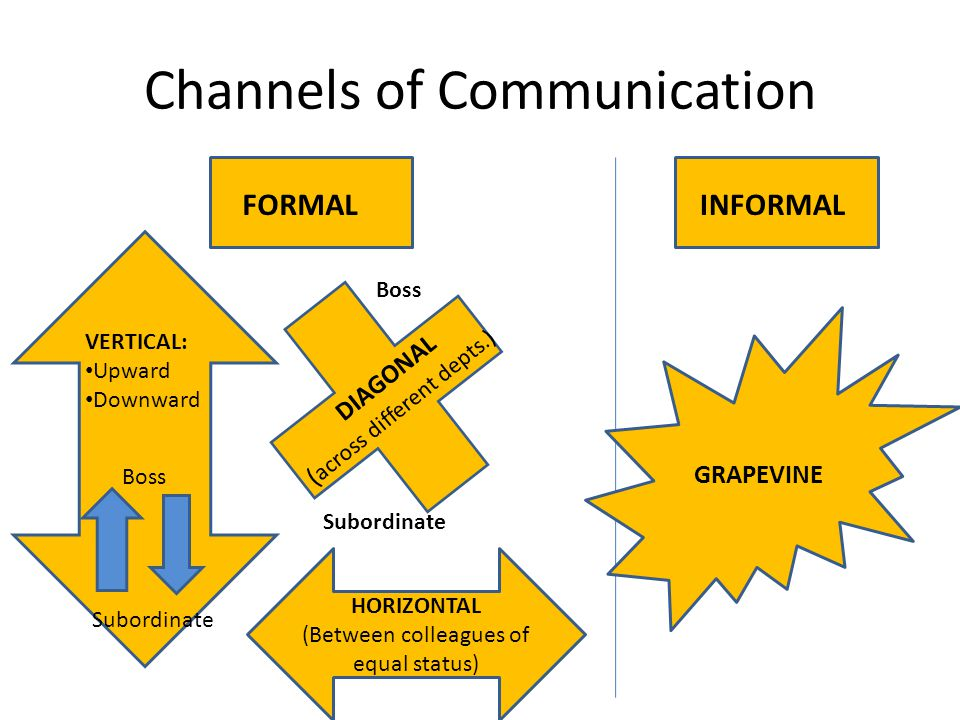 Channels of Communication
FORMAL
INFORMAL
VERTICAL:
•Upward
•Downward
Boss
Subordinate
Boss
DIAGONAL
(across different depts.)
Subordinate
HORIZONTAL
(Between colleagues of
equal status)
GRAPEVINE